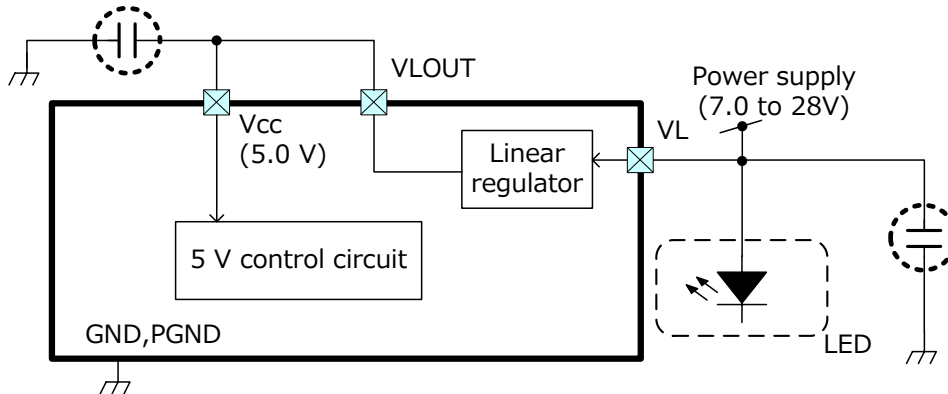 VLOUT
Power supply
(7.0 to 28V)
Vcc
(5.0 V)
VL
Linear
regulator
5 V control circuit
GND,PGND
LED